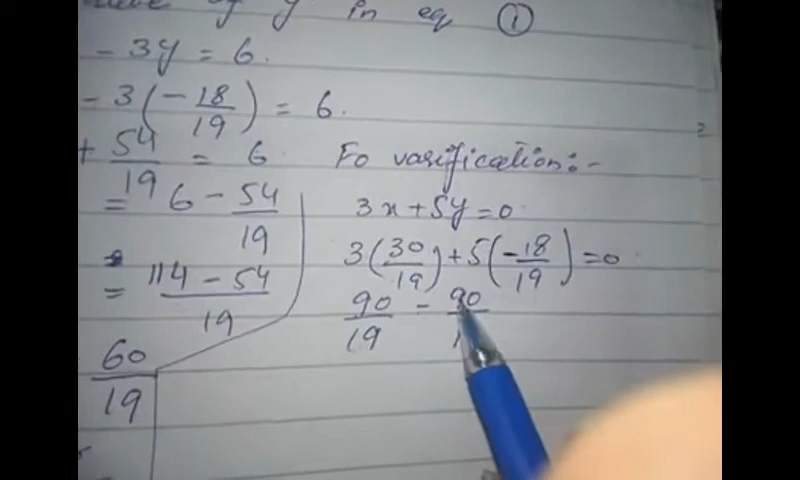 in eq ①
- 3y = 6.
- 3(-18/19) = 6.
+ 54/19 = 6
= 6 - 54/19
= 114 - 54/19
60/19
Fo varification:-
3x+5y=0
3(30/19)+5(-18/19)=0
90/19 - 90/1